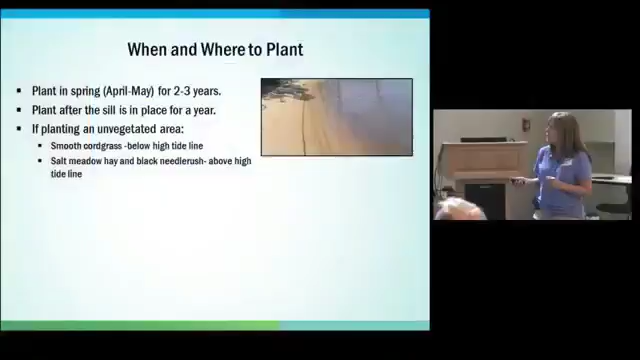 When and Where to Plant
Plant in spring (April-May) for 2-3 years.
Plant after the sill is in place for a year.
If planting an unvegetated area:
Smooth cordgrass -below high tide line
Salt meadow hay and black needlerush- above high
tide line